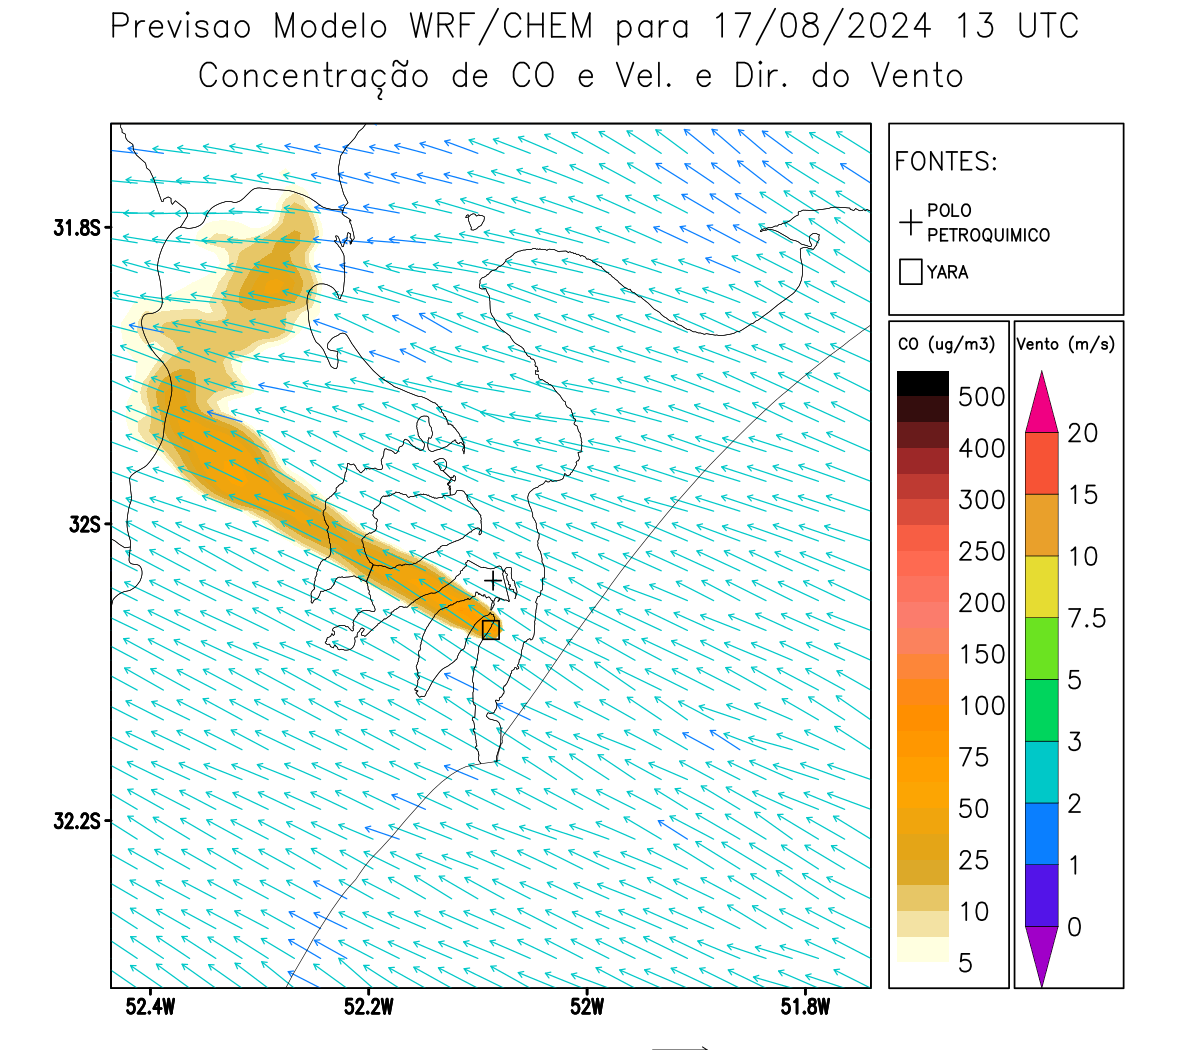 Previsao Modelo WRF/CHEM para 17/08/2024 13 UTC
Concentração de CO e Vel. e Dir. do Vento
FONTES:
POLO
PETROQUIMICO
YARA
CO (ug/m3)
500
400
300
250
200
150
100
75
50
25
10
5
Vento (m/s)
20
15
10
7.5
5
3
2
1
0
31.8S
32S
32.2S
52.4W
52.2W
52W
51.8W